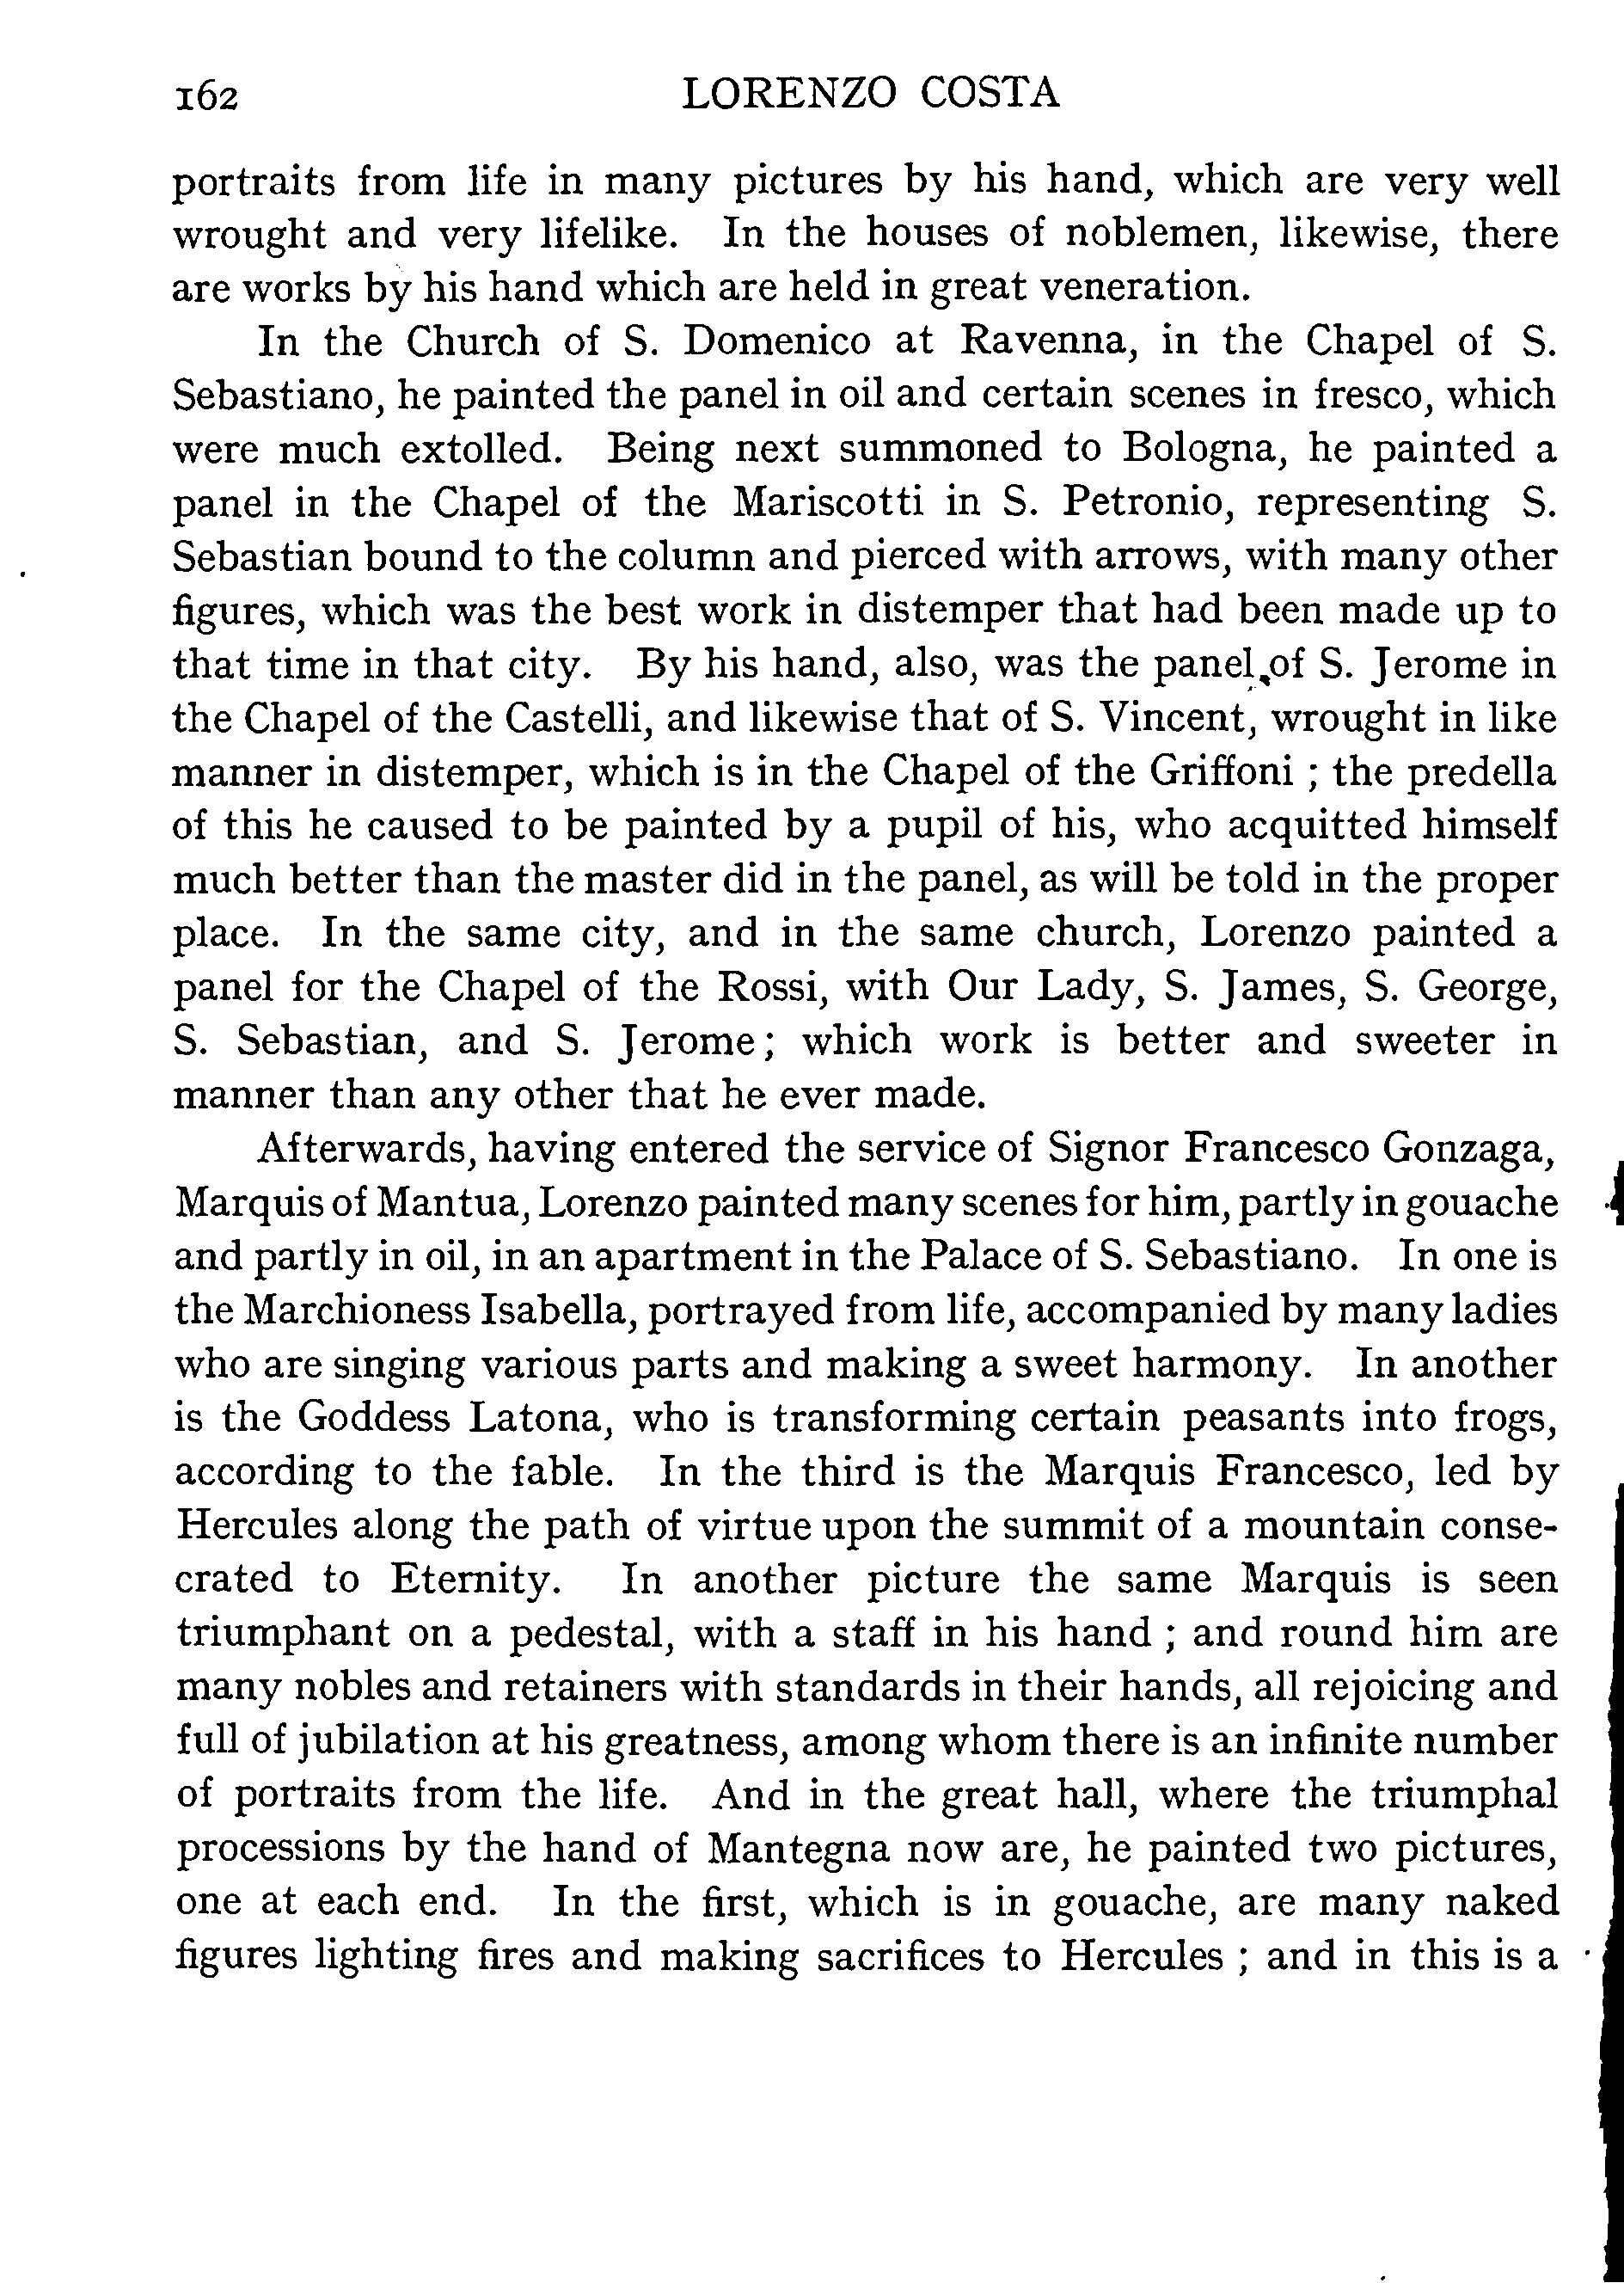 162 LORENZO COSTA
portraits from life in many pictures by his hand, which are very well
wrought and very lifelike. In the houses of noblemen, likewise, there
are works by his hand which are held in great veneration.
In the Church of S. Domenico at Ravenna, in the Chapel of S.
Sebastiano, he painted the panel in oil and certain scenes in fresco, which
were much extolled. Being next summoned to Bologna, he painted a
panel in the Chapel of the Mariscotti in S. Petronio, representing S.
Sebastian bound to the column and pierced with arrows, with many other
figures, which was the best work in distemper that had been made up to
that time in that city. By his hand, also, was the panel of S. Jerome in
the Chapel of the Castelli, and likewise that of S. Vincent, wrought in like
manner in distemper, which is in the Chapel of the Griffoni ; the predella
of this he caused to be painted by a pupil of his, who acquitted himself
much better than the master did in the panel, as will be told in the proper
place. In the same city, and in the same church, Lorenzo painted a
panel for the Chapel of the Rossi, with Our Lady, S. James, S. George,
S. Sebastian, and S. Jerome; which work is better and sweeter in
manner than any other that he ever made.
Afterwards, having entered the service of Signor Francesco Gonzaga,
Marquis of Mantua, Lorenzo painted many scenes for him, partly in gouache
and partly in oil, in an apartment in the Palace of S. Sebastiano. In one is
the Marchioness Isabella, portrayed from life, accompanied by many ladies
who are singing various parts and making a sweet harmony. In another
is the Goddess Latona, who is transforming certain peasants into frogs,
according to the fable. In the third is the Marquis Francesco, led by
Hercules along the path of virtue upon the summit of a mountain conse-
crated to Eternity. In another picture the same Marquis is seen
triumphant on a pedestal, with a staff in his hand ; and round him are
many nobles and retainers with standards in their hands, all rejoicing and
full of jubilation at his greatness, among whom there is an infinite number
of portraits from the life. And in the great hall, where the triumphal
processions by the hand of Mantegna now are, he painted two pictures,
one at each end. In the first, which is in gouache, are many naked
figures lighting fires and making sacrifices to Hercules ; and in this is a